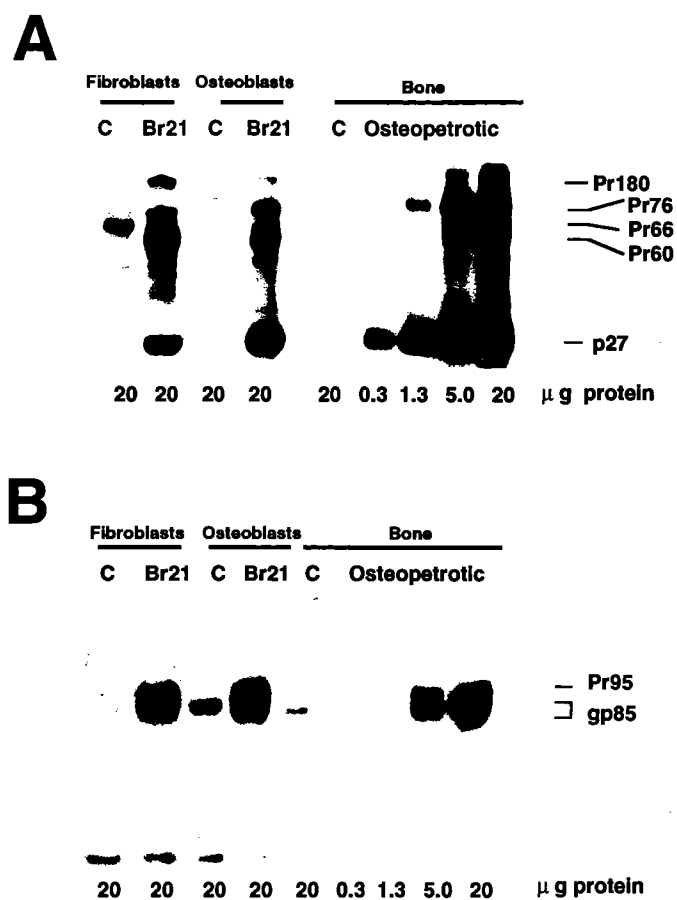 A
Fibroblasts Osteoblasts Bone
C Br21 C Br21 C Osteopetrotic
Pr180
Pr76
Pr66
Pr60
p27
20 20 20 20 20 0.3 1.3 5.0 20 μ g protein
B
Fibroblasts Osteoblasts Bone
C Br21 C Br21 C Osteopetrotic
Pr95
gp85
20 20 20 20 20 0.3 1.3 5.0 20 μ g protein